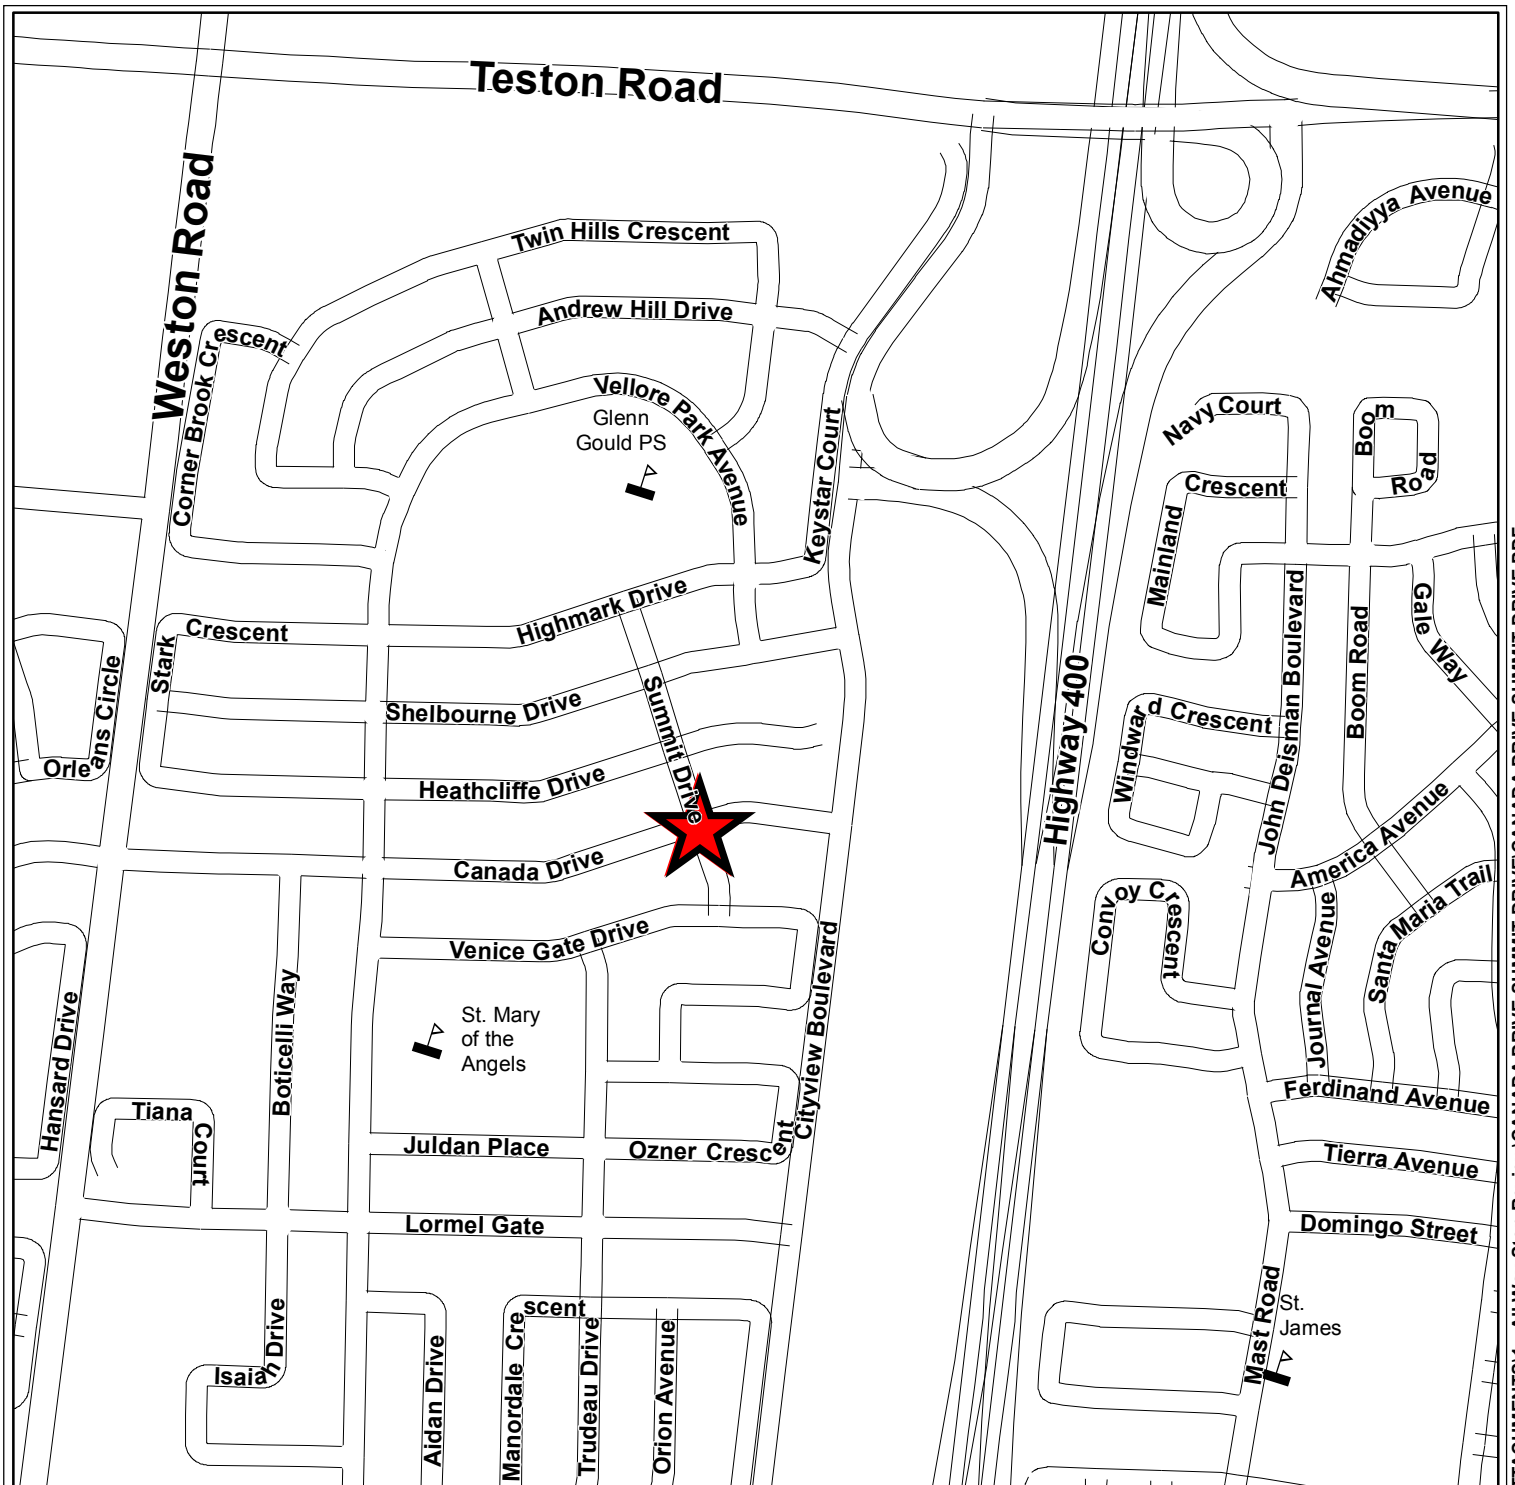 Teston Road
Weston Road
Twin Hills Crescent
Andrew Hill Drive
Ahmadiyya Avenue
Corner Brook Crescent
Vellore Park Avenue
Glenn
Gould PS
Keystar Court
Navy Court
Boom
Road
Crescent
Mainland
Highmark Drive
Crescent
Stark
Orleans Circle
Shelbourne Drive
Summit Drive
Heathcliffe Drive
Canada Drive
Venice Gate Drive
Highway 400
John Deisman Boulevard
Boom Road
Gale Way
Windward Crescent
America Avenue
Convoy Crescent
Journal Avenue
Santa Maria Trail
Cityview Boulevard
Boticelli Way
Hansard Drive
St. Mary
of the
Angels
Tiana
Court
Juldan Place
Ozner Crescent
Ferdinand Avenue
Tierra Avenue
Lormel Gate
Domingo Street
Mast Road
St.
James
Isaiah Drive
Aidan Drive
Manordale Crescent
Trudeau Drive
Orion Avenue